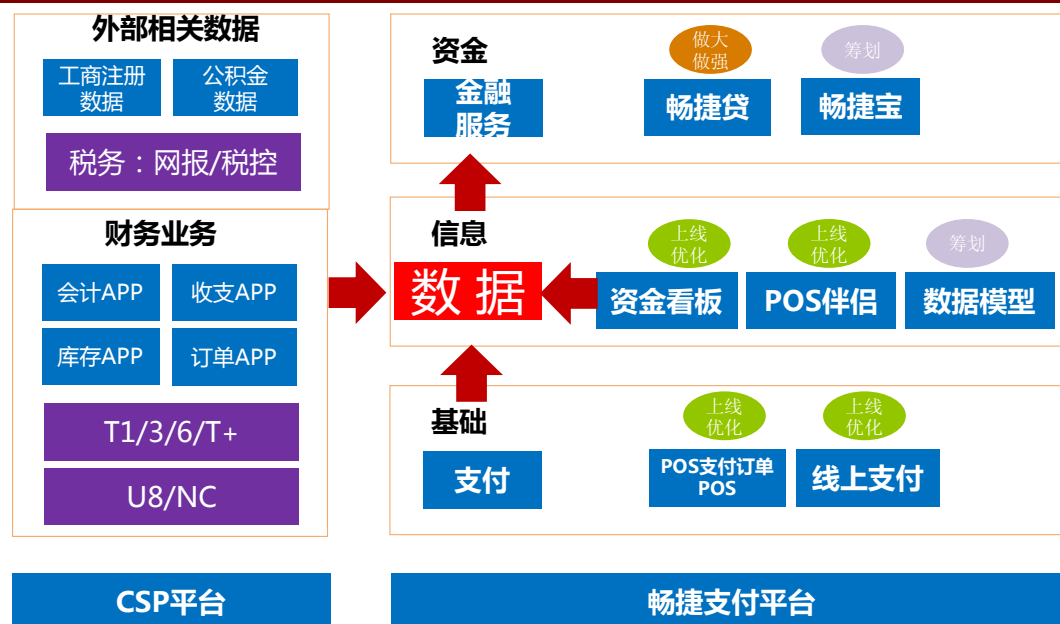 外部相关数据
工商注册
数据
公积金
数据
税务：网报/税控
财务业务
会计APP
收支APP
库存APP
订单APP
T1/3/6/T+
U8/NC
CSP平台
资金
金融
服务
做大
做强
畅捷贷
筹划
畅捷宝
信息
数据
上线
优化
资金看板
上线
优化
POS伴侣
筹划
数据模型
基础
支付
上线
优化
POS支付订单
POS
上线
优化
线上支付
畅捷支付平台